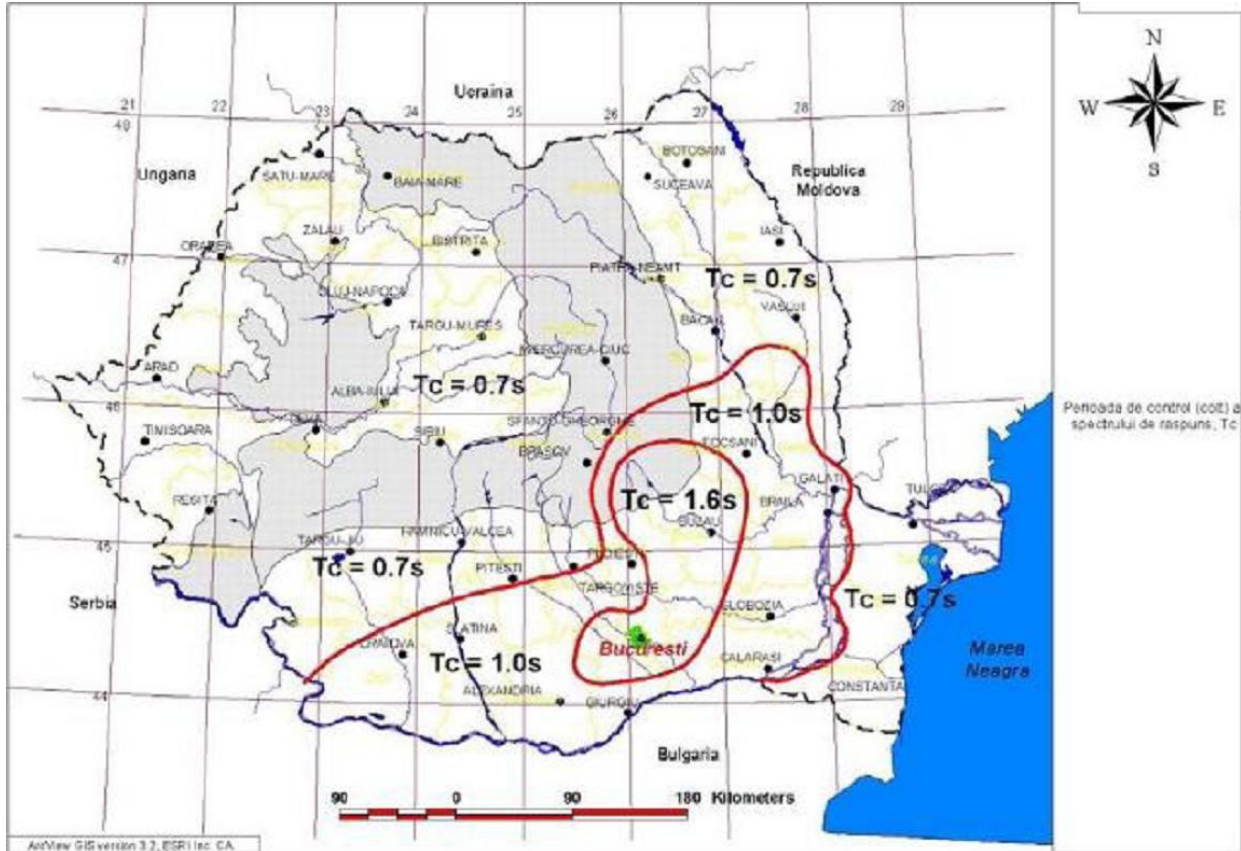 N
W E
S
Ucraina
21 22 23 24 25 26 27 28 29
48
Ungaria
Republica
Moldova
BOTOSANI
SATU-MARE
BAIA-MARE
SUCEAVA
ZALAU
IASI
ORADEA
BISTRITA
47
PIATRA-NEAMT
Tc = 0.7s
CLUJ-NAPOCA
VASLUI
TARGU-MURES
BACAU
MIERCUREA-CIUC
ARAD
ALBA-IULIA
Tc = 0.7s
46
Tc = 1.0s
Perioada de control (colt) a
spectrului de raspuns, Tc
TIMISOARA
DEVA
SIBIU
SFANTU-GHEORGHE
FOCSANI
BRASOV
GALATI
RESITA
Tc = 1.6s
BRAILA
BUZAU
RAMNICU-VALCEA
45
TARGU-JIU
Tc = 0.7s
PITESTI
PLOIESTI
TARGOVISTE
Serbia
SLOBOZIA
Tc = 0.7s
SLATINA
CRAIOVA
Bucuresti
Marea
Neagra
Tc = 1.0s
CALARASI
44
ALEXANDRIA
GIURGIU
CONSTANTA
Bulgaria
90 0 90 180 Kilometers
ArcView GIS version 3.2, ESRI Inc. CA.